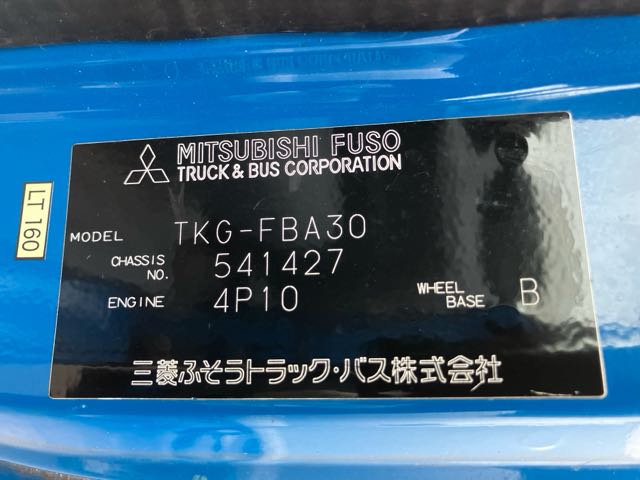 MITSUBISHI FUSO
TRUCK & BUS CORPORATION
LT 160
MODEL TKG-FBA30
CHASSIS NO. 541427
ENGINE 4P10 WHEEL BASE B
三菱ふそうトラック・バス株式会社